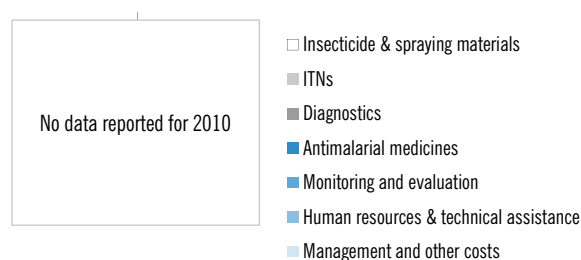 No data reported for 2010
Insecticide & spraying materials
ITNs
Diagnostics
Antimalarial medicines
Monitoring and evaluation
Human resources & technical assistance
Management and other costs